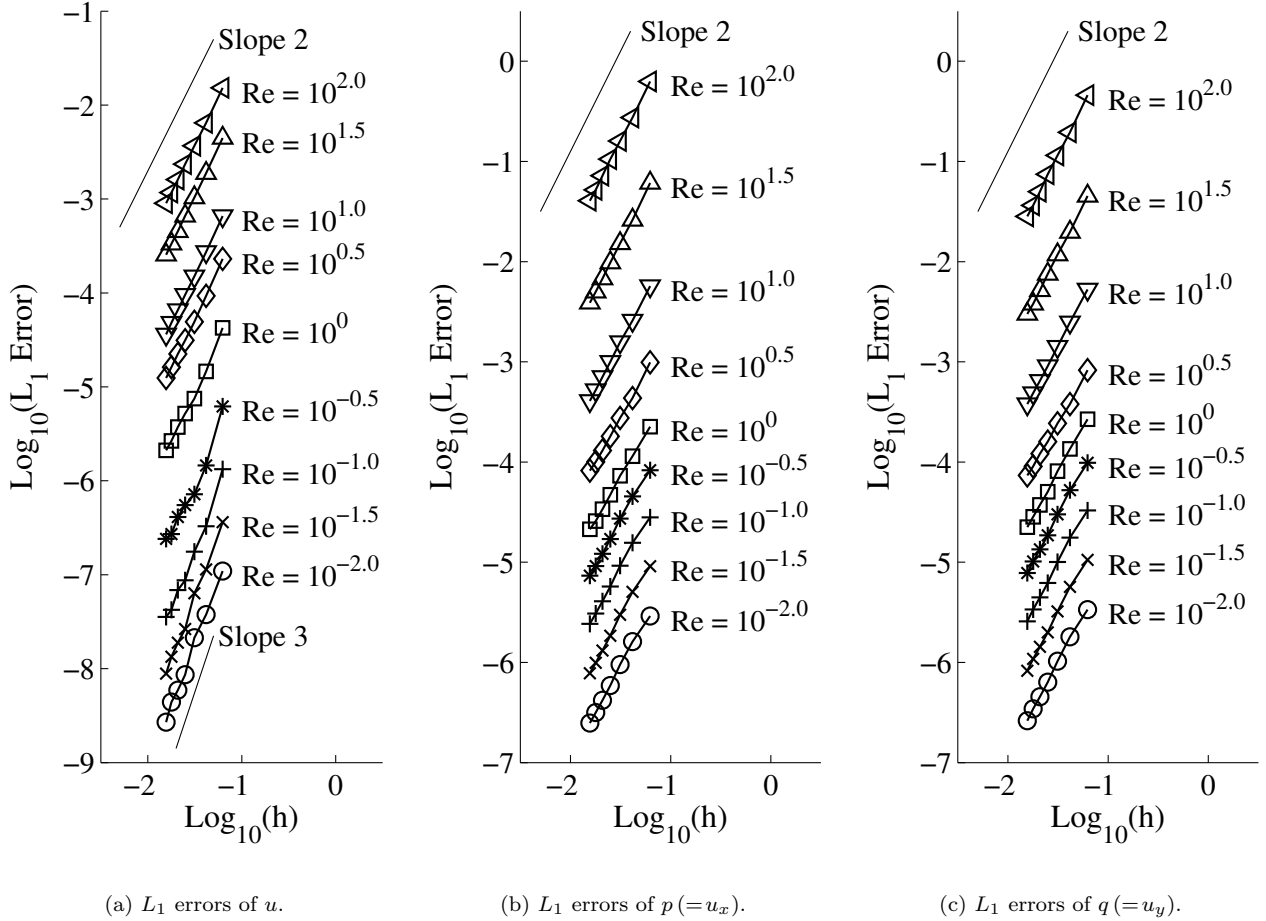 −1
−2
−3
−4
−5
−6
−7
−8
−9
Log₁₀(L₁ Error)
Slope 2
Re = 10^2.0
Re = 10^1.5
Re = 10^1.0
Re = 10^0.5
Re = 10^0
Re = 10^−0.5
Re = 10^−1.0
Re = 10^−1.5
Re = 10^−2.0
Slope 3
−2 −1 0
Log₁₀(h)
(a) L₁ errors of u.
0
−1
−2
−3
−4
−5
−6
−7
Log₁₀(L₁ Error)
Slope 2
Re = 10^2.0
Re = 10^1.5
Re = 10^1.0
Re = 10^0.5
Re = 10^0
Re = 10^−0.5
Re = 10^−1.0
Re = 10^−1.5
Re = 10^−2.0
−2 −1 0
Log₁₀(h)
(b) L₁ errors of p (=uₓ).
0
−1
−2
−3
−4
−5
−6
−7
Log₁₀(L₁ Error)
Slope 2
Re = 10^2.0
Re = 10^1.5
Re = 10^1.0
Re = 10^0.5
Re = 10^0
Re = 10^−0.5
Re = 10^−1.0
Re = 10^−1.5
Re = 10^−2.0
−2 −1 0
Log₁₀(h)
(c) L₁ errors of q (=u_y).